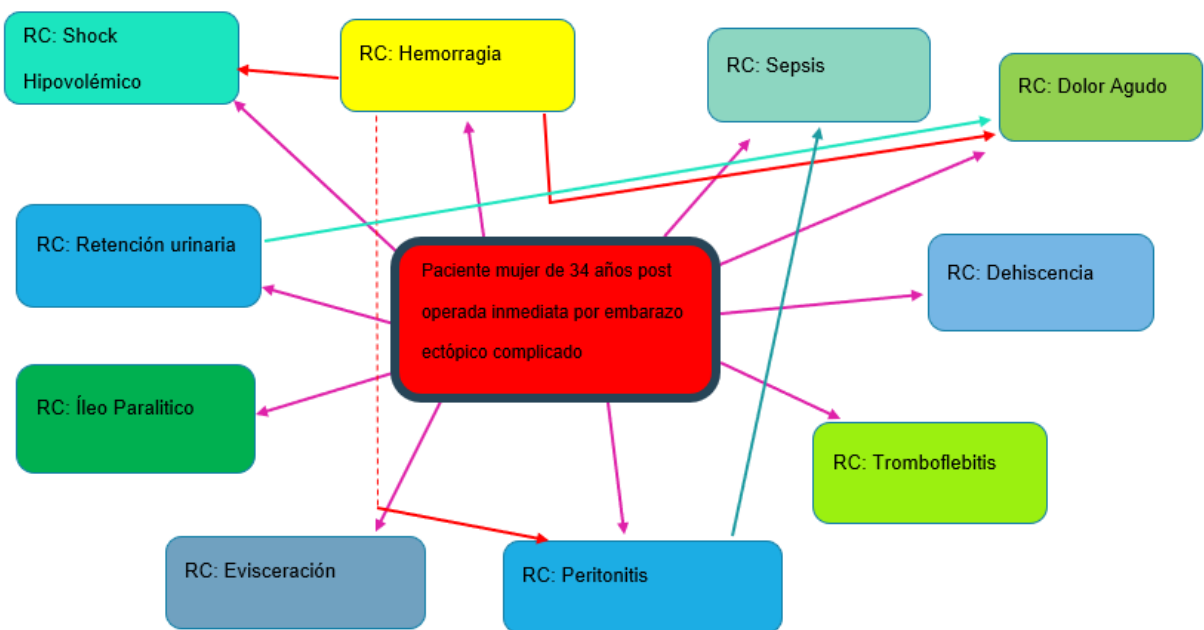 RC: Shock
Hipovolémico
RC: Hemorragia
RC: Sepsis
RC: Dolor Agudo
RC: Retención urinaria
Paciente mujer de 34 años post
operada inmediata por embarazo
ectópico complicado
RC: Dehiscencia
RC: Íleo Paralitico
RC: Tromboflebitis
RC: Evisceración
RC: Peritonitis